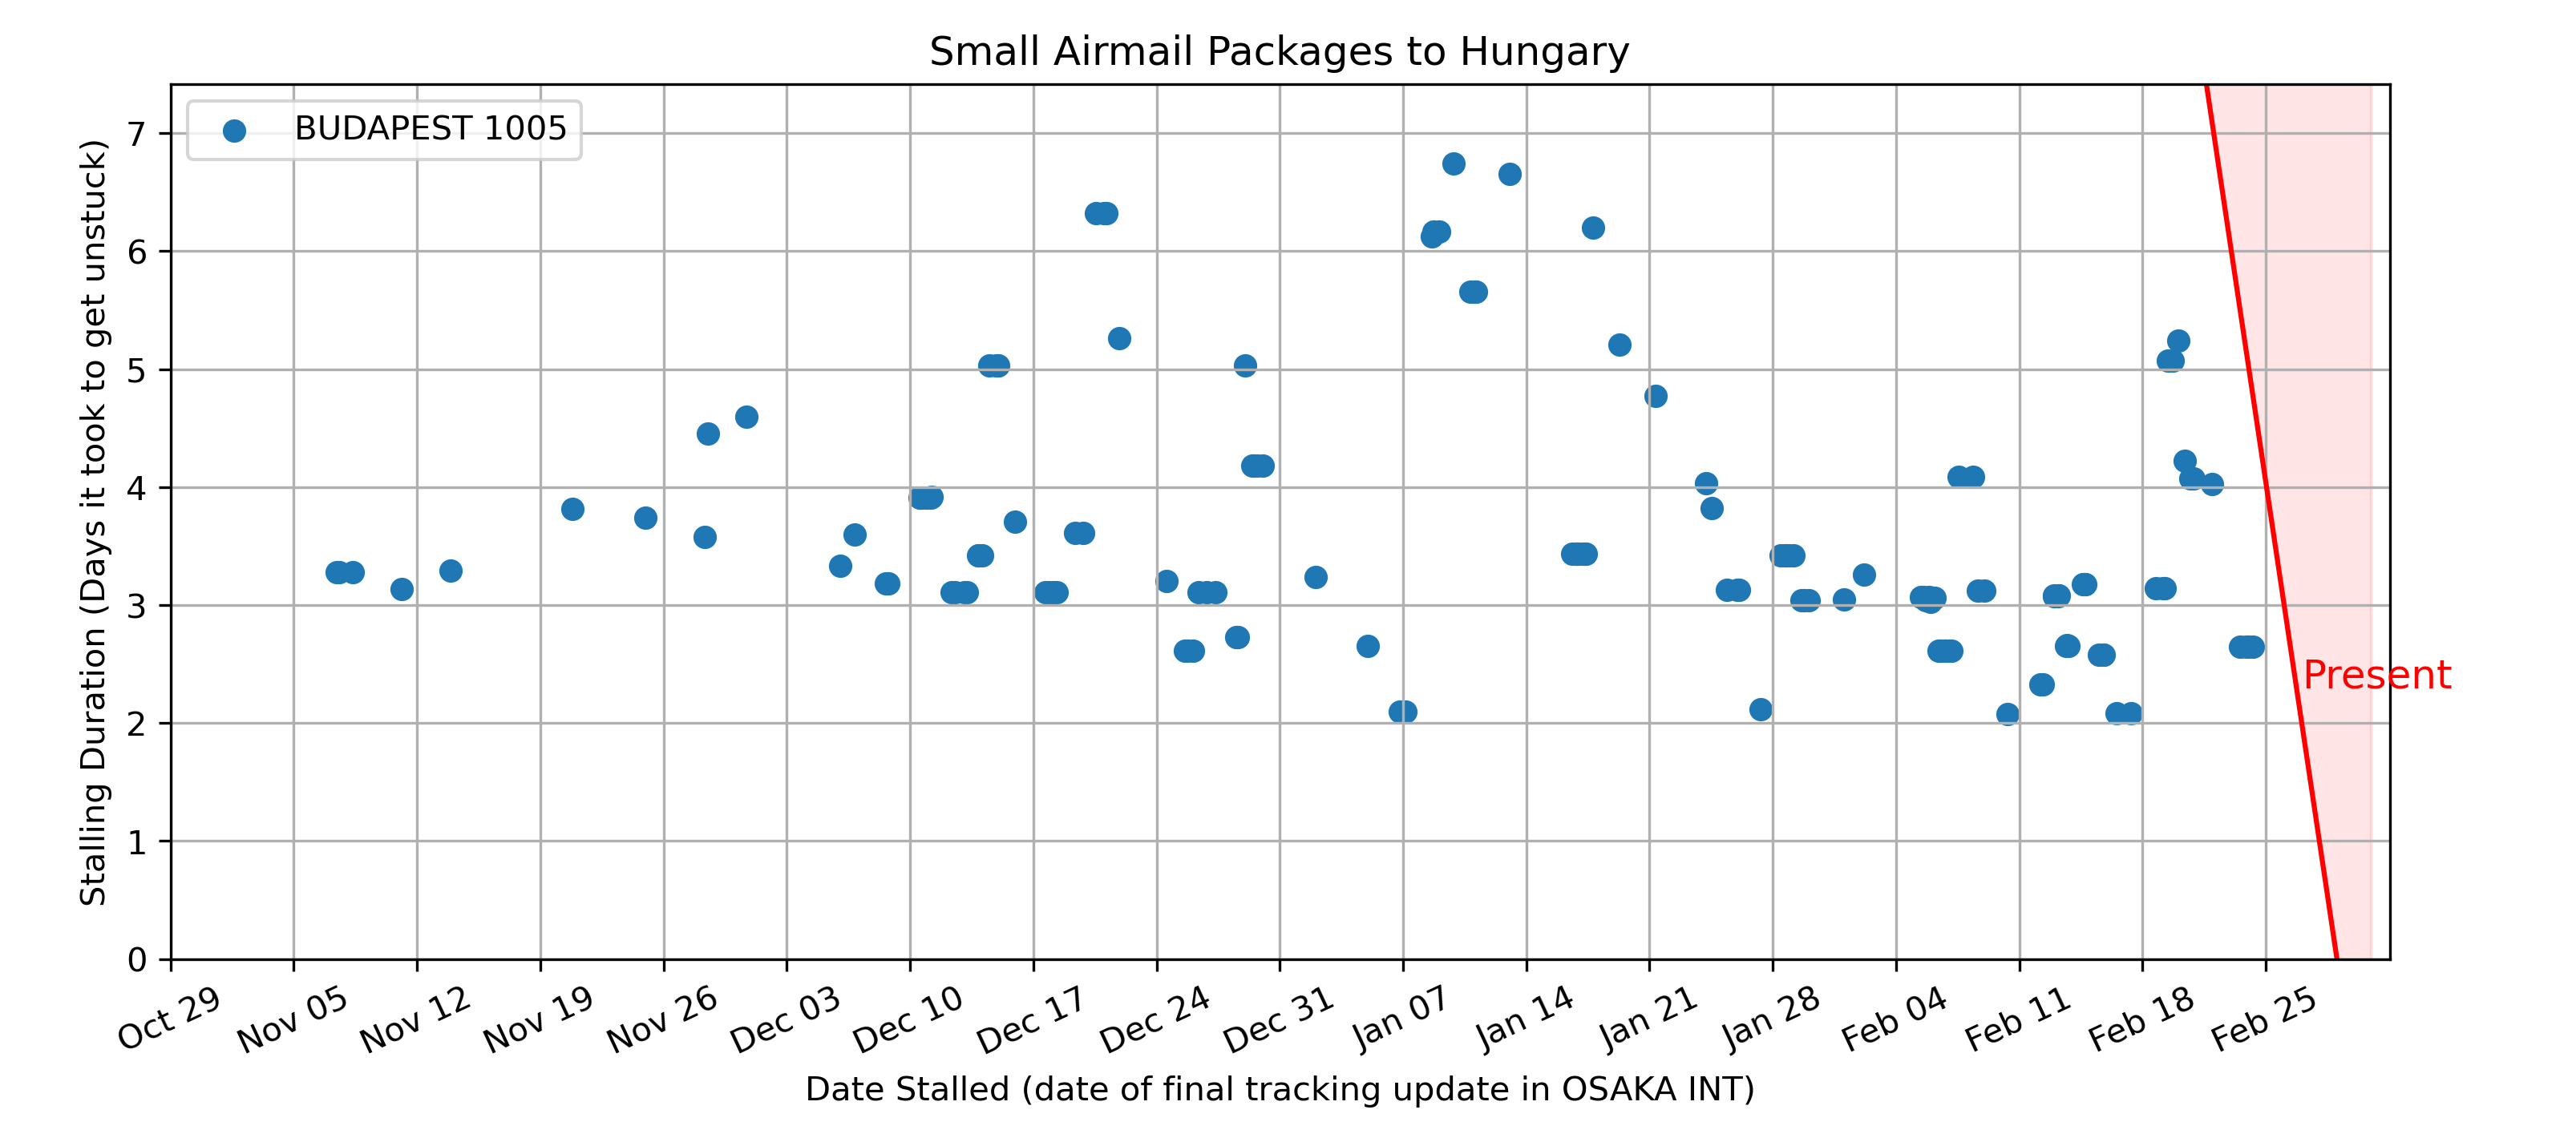 Small Airmail Packages to Hungary
BUDAPEST 1005
Stalling Duration (Days it took to get unstuck)
7
6
5
4
3
2
1
0
Present
Oct 29
Nov 05
Nov 12
Nov 19
Nov 26
Dec 03
Dec 10
Dec 17
Dec 24
Dec 31
Jan 07
Jan 14
Jan 21
Jan 28
Feb 04
Feb 11
Feb 18
Feb 25
Date Stalled (date of final tracking update in OSAKA INT)